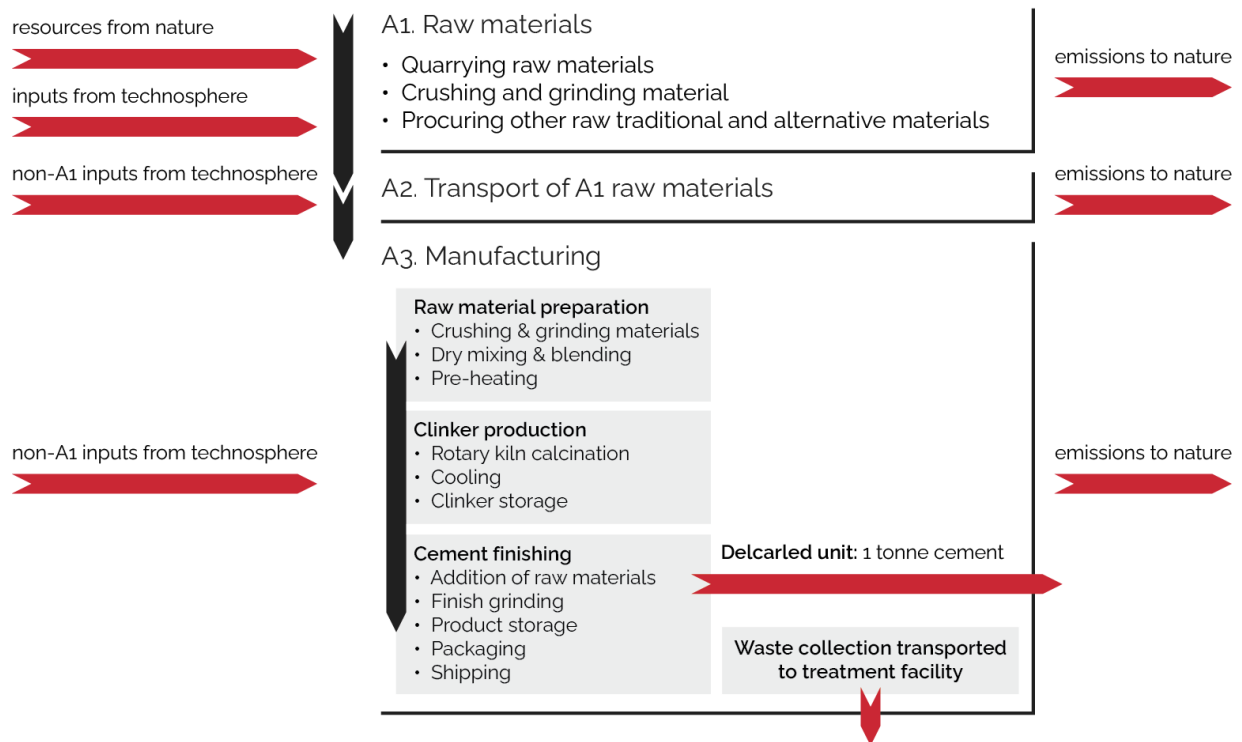 resources from nature
inputs from technosphere
non-A1 inputs from technosphere
non-A1 inputs from technosphere
A1. Raw materials
• Quarrying raw materials
• Crushing and grinding material
• Procuring other raw traditional and alternative materials
A2. Transport of A1 raw materials
A3. Manufacturing
Raw material preparation
• Crushing & grinding materials
• Dry mixing & blending
• Pre-heating
Clinker production
• Rotary kiln calcination
• Cooling
• Clinker storage
Cement finishing
• Addition of raw materials
• Finish grinding
• Product storage
• Packaging
• Shipping
Delcarled unit: 1 tonne cement
Waste collection transported
to treatment facility
emissions to nature
emissions to nature
emissions to nature